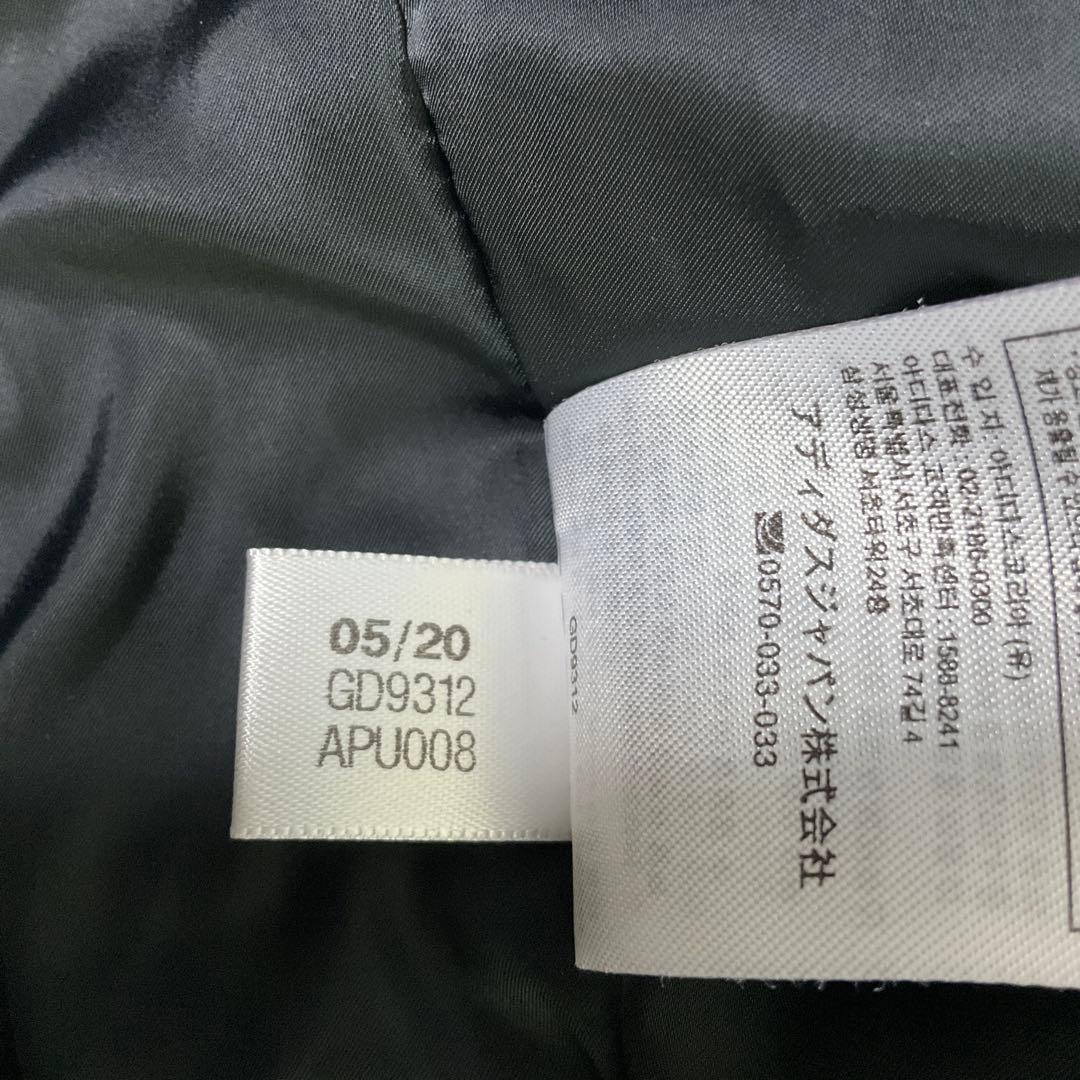 05/20
GD9312
APU008
GD9312
수 입 자: 아디다스코리아 (유)
대표전화: 02-2186-0300
아디다스 고객만족센터: 1588-8241
서울특별시 서초구 서초대로 74길 4
삼성생명 서초타워 24층
アディダスジャパン株式会社
0570-033-033